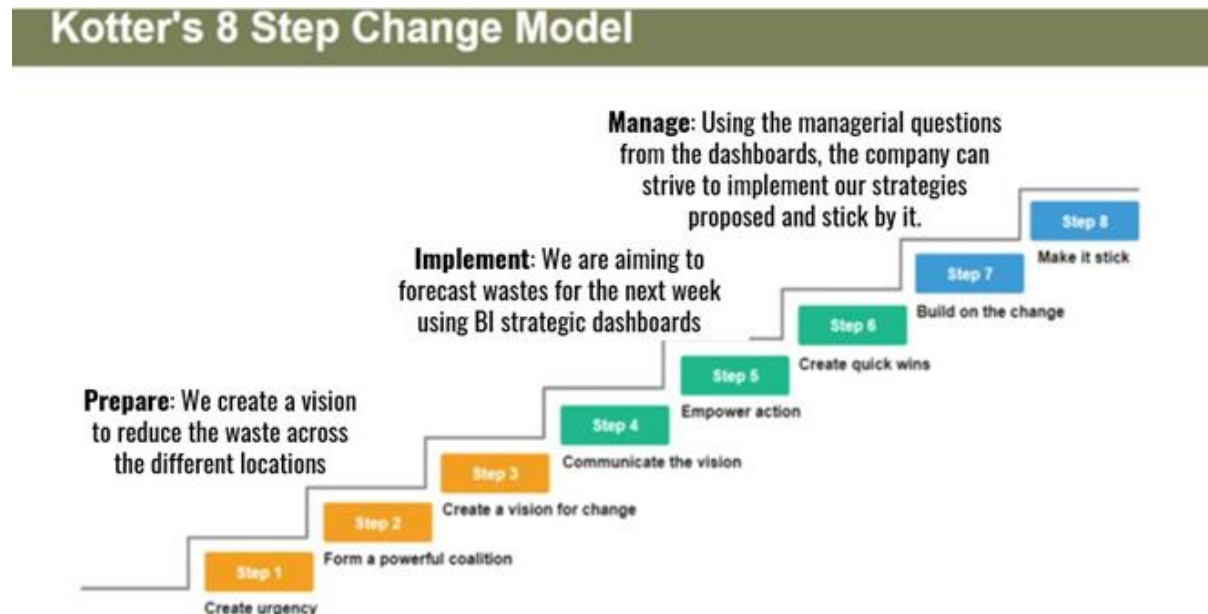 Kotter's 8 Step Change Model
Manage: Using the managerial questions
from the dashboards, the company can
strive to implement our strategies
proposed and stick by it.
Step 8
Make it stick
Implement: We are aiming to
forecast wastes for the next week
using BI strategic dashboards
Step 7
Build on the change
Step 6
Create quick wins
Prepare: We create a vision
to reduce the waste across
the different locations
Step 5
Empower action
Step 4
Communicate the vision
Step 3
Create a vision for change
Step 2
Form a powerful coalition
Step 1
Create urgency